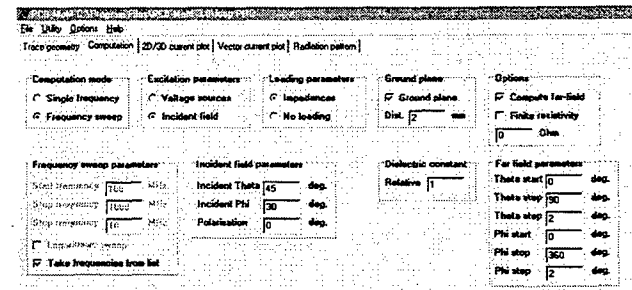 File Utility Options Help
Trace geometry Computation 2D/3D current plot Vector current plot Radiation pattern
Computation mode
Single frequency
Frequency sweep
Excitation parameters
Voltage sources
Incident field
Loading parameters
Impedances
No loading
Ground plane
Ground plane
Dist. 2 mm
Options
Compute far-field
Finite resistivity
0 Ohm
Frequency sweep parameters
Start frequency MHz
Stop frequency MHz
frequency 10 MHz
sweep
Take frequencies from list
Incident field parameters
Incident Theta 45 deg.
Incident Phi 30 deg.
Polarisation 0 deg.
Dielectric constant
Relative 1
Far field parameters
Theta start 0 deg.
Theta stop 90 deg.
Theta step 2 deg.
Phi start 0 deg.
Phi stop 360 deg.
Phi step 2 deg.